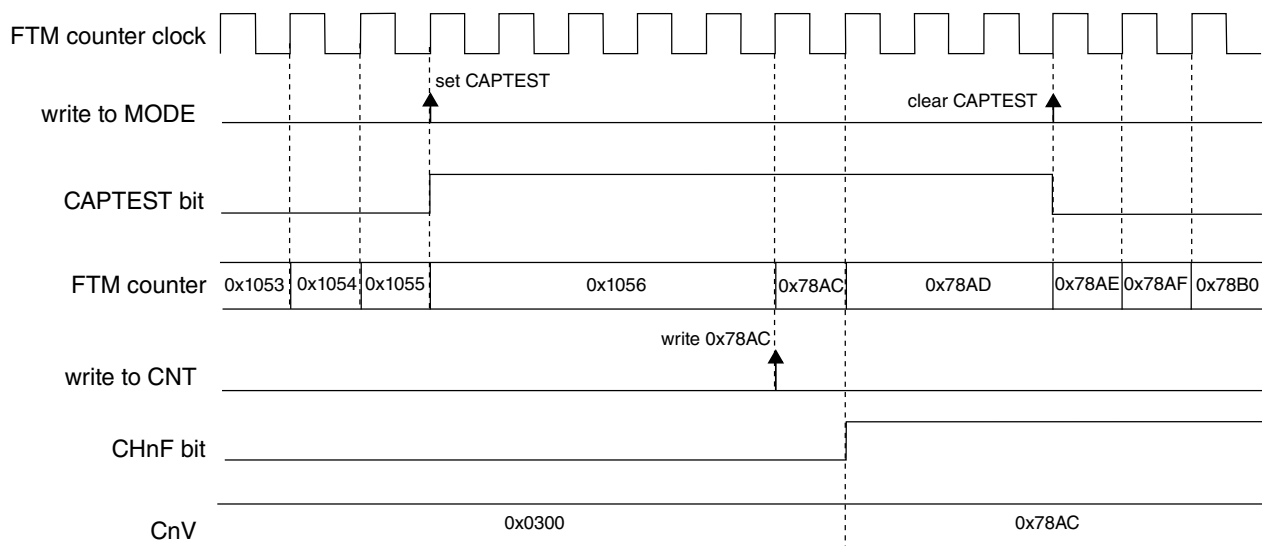 FTM counter clock
set CAPTEST
write to MODE
clear CAPTEST
CAPTEST bit
FTM counter
0x1053 0x1054 0x1055 0x1056 0x78AC 0x78AD 0x78AE 0x78AF 0x78B0
write 0x78AC
write to CNT
CHnF bit
CnV
0x0300 0x78AC